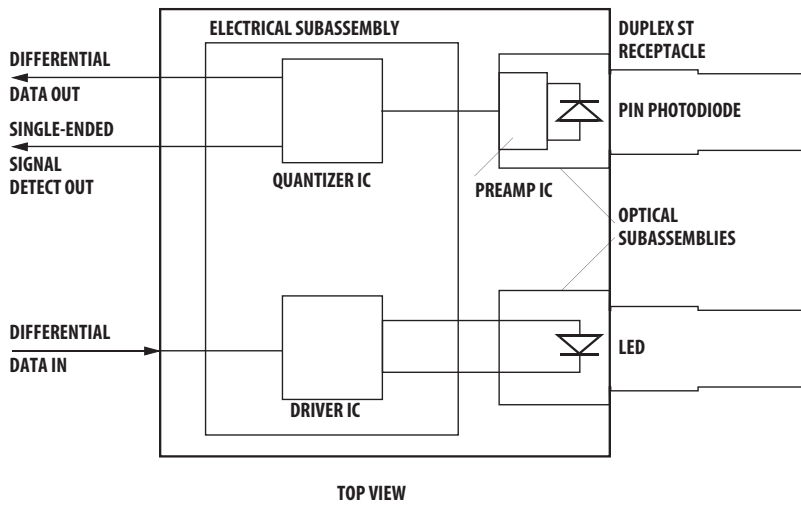 ELECTRICAL SUBASSEMBLY
DUPLEX ST
RECEPTACLE
DIFFERENTIAL
DATA OUT
SINGLE-ENDED
SIGNAL
DETECT OUT
QUANTIZER IC
PREAMP IC
PIN PHOTODIODE
OPTICAL
SUBASSEMBLIES
DIFFERENTIAL
DATA IN
DRIVER IC
LED
TOP VIEW